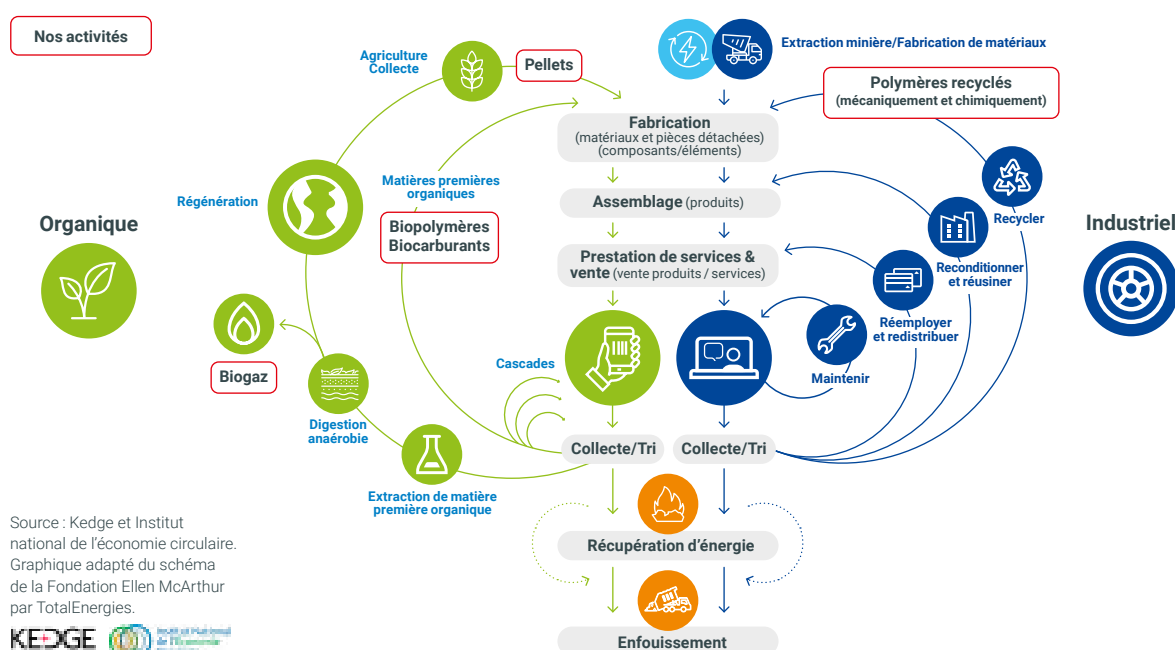 Nos activités
Extraction minière/Fabrication de matériaux
Agriculture
Collecte
Pellets
Polymères recyclés
(mécaniquement et chimiquement)
Fabrication
(matériaux et pièces détachées)
(composants/éléments)
Matières premières
organiques
Régénération
Assemblage (produits)
Recycler
Organique
Biopolymères
Biocarburants
Industriel
Prestation de services &
vente (vente produits / services)
Reconditionner
et réusiner
Réemployer
et redistribuer
Cascades
Maintenir
Biogaz
Digestion
anaérobie
Collecte/Tri
Collecte/Tri
Extraction de matière
première organique
Récupération d'énergie
Enfouissement
Source : Kedge et Institut
national de l'économie circulaire.
Graphique adapté du schéma
de la Fondation Ellen McArthur
par TotalEnergies.
KEDGE
Institut National
de l'Économie